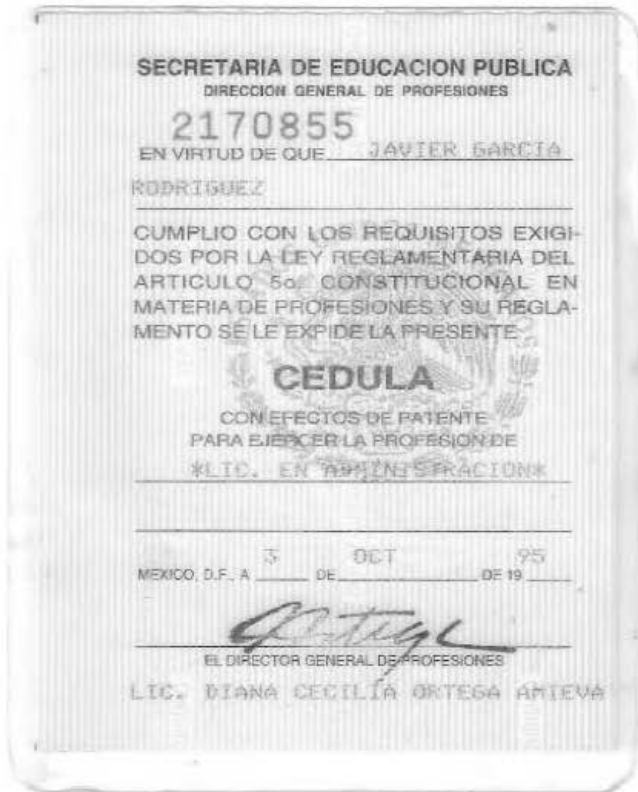 SECRETARIA DE EDUCACION PUBLICA
DIRECCION GENERAL DE PROFESIONES
2170855
EN VIRTUD DE QUE JAVIER GARCIA
RODRIGUEZ
CUMPLIO CON LOS REQUISITOS EXIGI-
DOS POR LA LEY REGLAMENTARIA DEL
ARTICULO 5o. CONSTITUCIONAL EN
MATERIA DE PROFESIONES Y SU REGLA-
MENTO SE LE EXPIDE LA PRESENTE
CEDULA
CON EFECTOS DE PATENTE
PARA EJERCER LA PROFESION DE
*LIC. EN ADMINISTRACION*
MEXICO, D.F., A 3 DE OCT DE 19 95
EL DIRECTOR GENERAL DE PROFESIONES
LIC. DIANA CECILIA ORTEGA AMIEVA